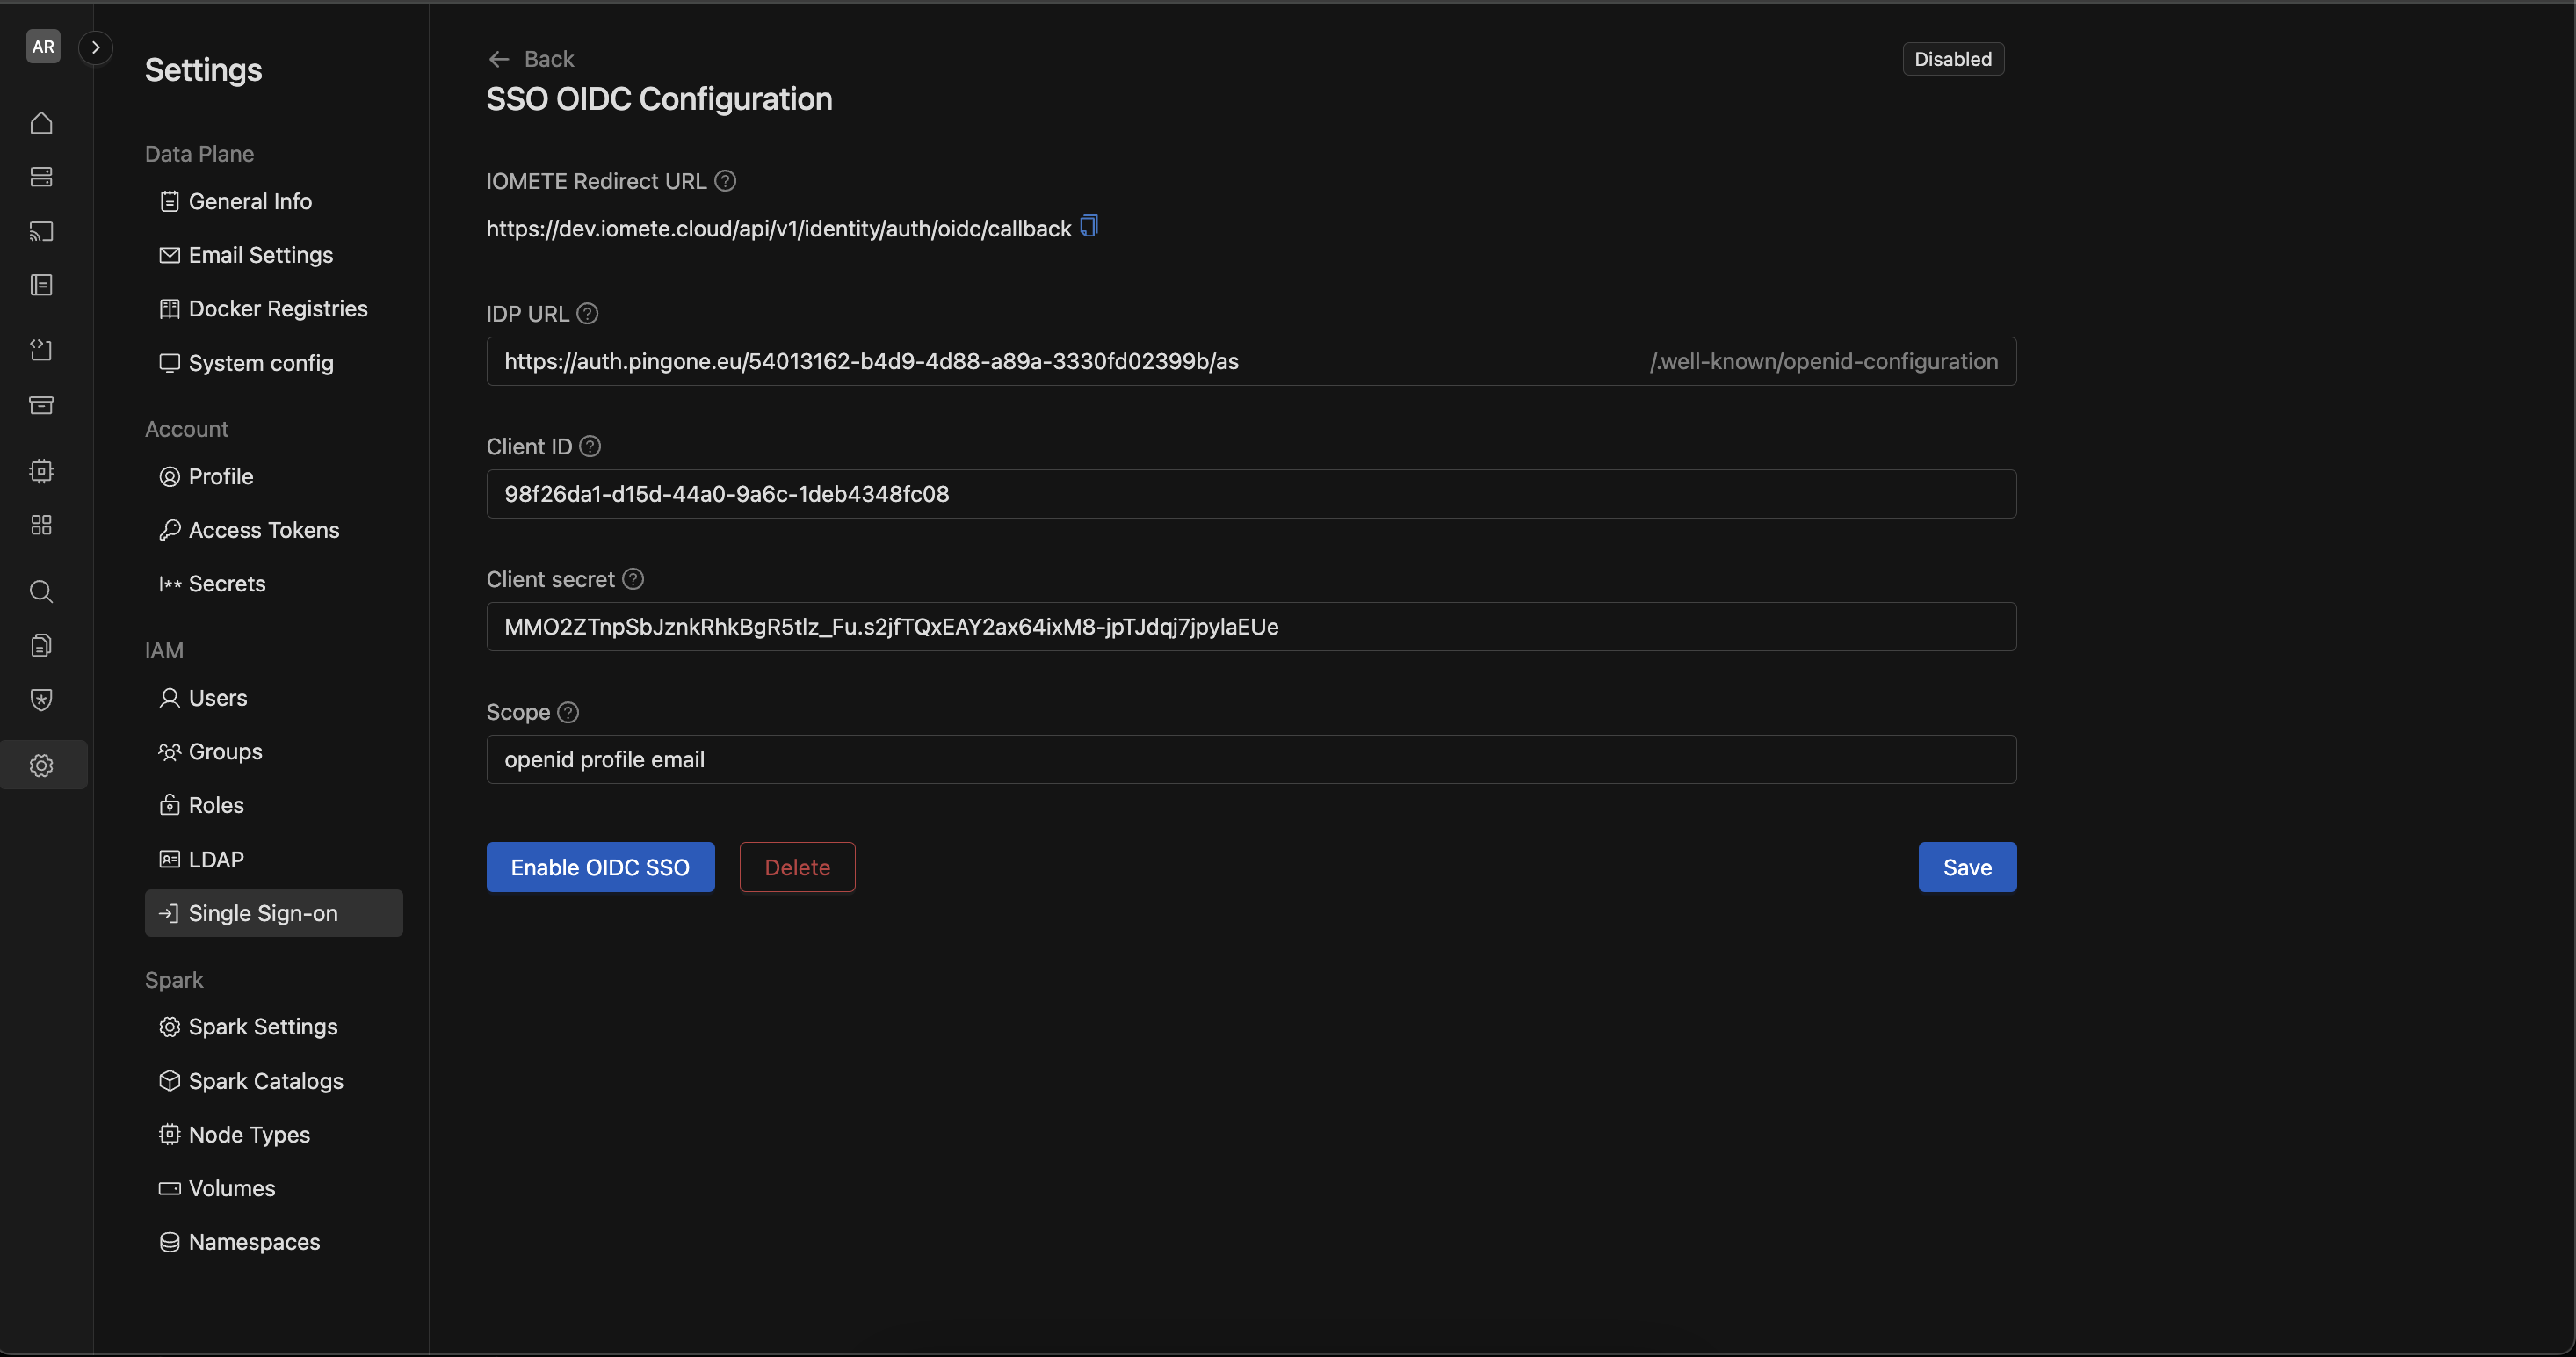 AR
Settings
Data Plane
General Info
Email Settings
Docker Registries
System config
Account
Profile
Access Tokens
Secrets
IAM
Users
Groups
Roles
LDAP
Single Sign-on
Spark
Spark Settings
Spark Catalogs
Node Types
Volumes
Namespaces
Back
Disabled
SSO OIDC Configuration
IOMETE Redirect URL
https://dev.iomete.cloud/api/v1/identity/auth/oidc/callback
IDP URL
https://auth.pingone.eu/54013162-b4d9-4d88-a89a-3330fd02399b/as /.well-known/openid-configuration
Client ID
98f26da1-d15d-44a0-9a6c-1deb4348fc08
Client secret
MMO2ZTnpSbJznkRhkBgR5tlz_Fu.s2jfTQxEAY2ax64ixM8-jpTJdqj7jpylaEUe
Scope
openid profile email
Enable OIDC SSO
Delete
Save